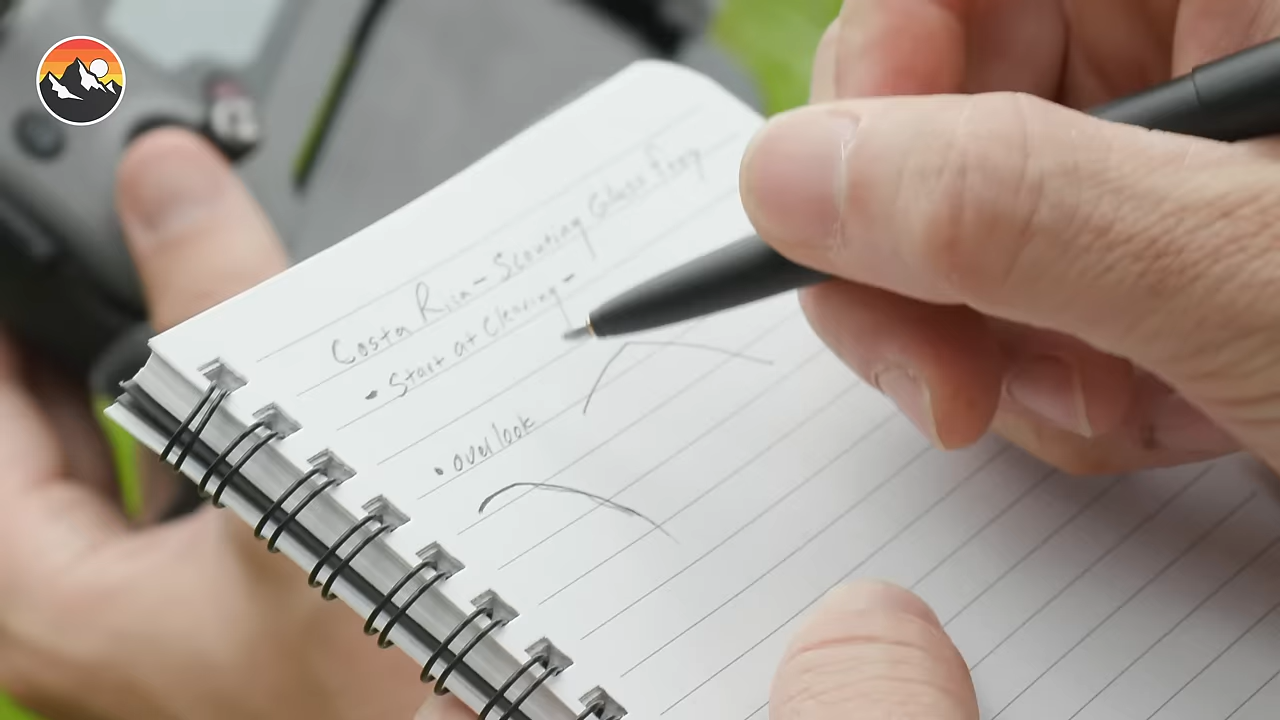 Costa Rica - Scouting Glass Frog
• Start at Clearing -
• overlook